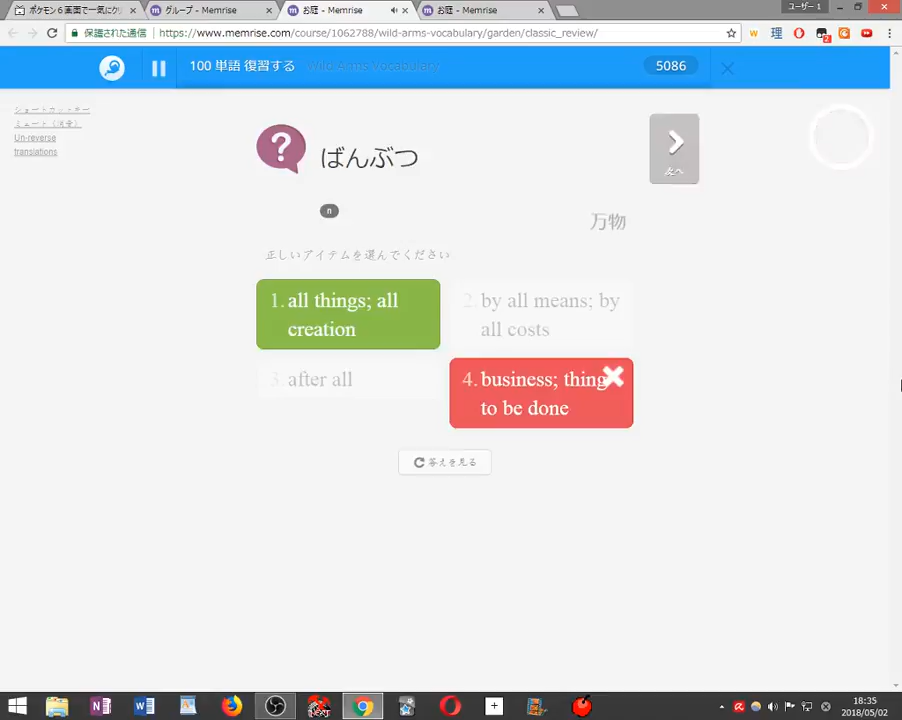 ポケモン６画面で一気にクリ
グループ - Memrise
お庭 - Memrise
お庭 - Memrise
ユーザー 1
保護された通信
https://www.memrise.com/course/1062788/wild-arms-vocabulary/garden/classic_review/
100 単語 復習する
Wild Arms Vocabulary
5086
ショートカットキー
ミュート（消音）
Un-reverse
translations
ばんぶつ
次へ
n
万物
正しいアイテムを選んでください
1. all things; all
creation
2. by all means; by
all costs
3. after all
4. business; thing
to be done
答えを見る
18:35
2018/05/02